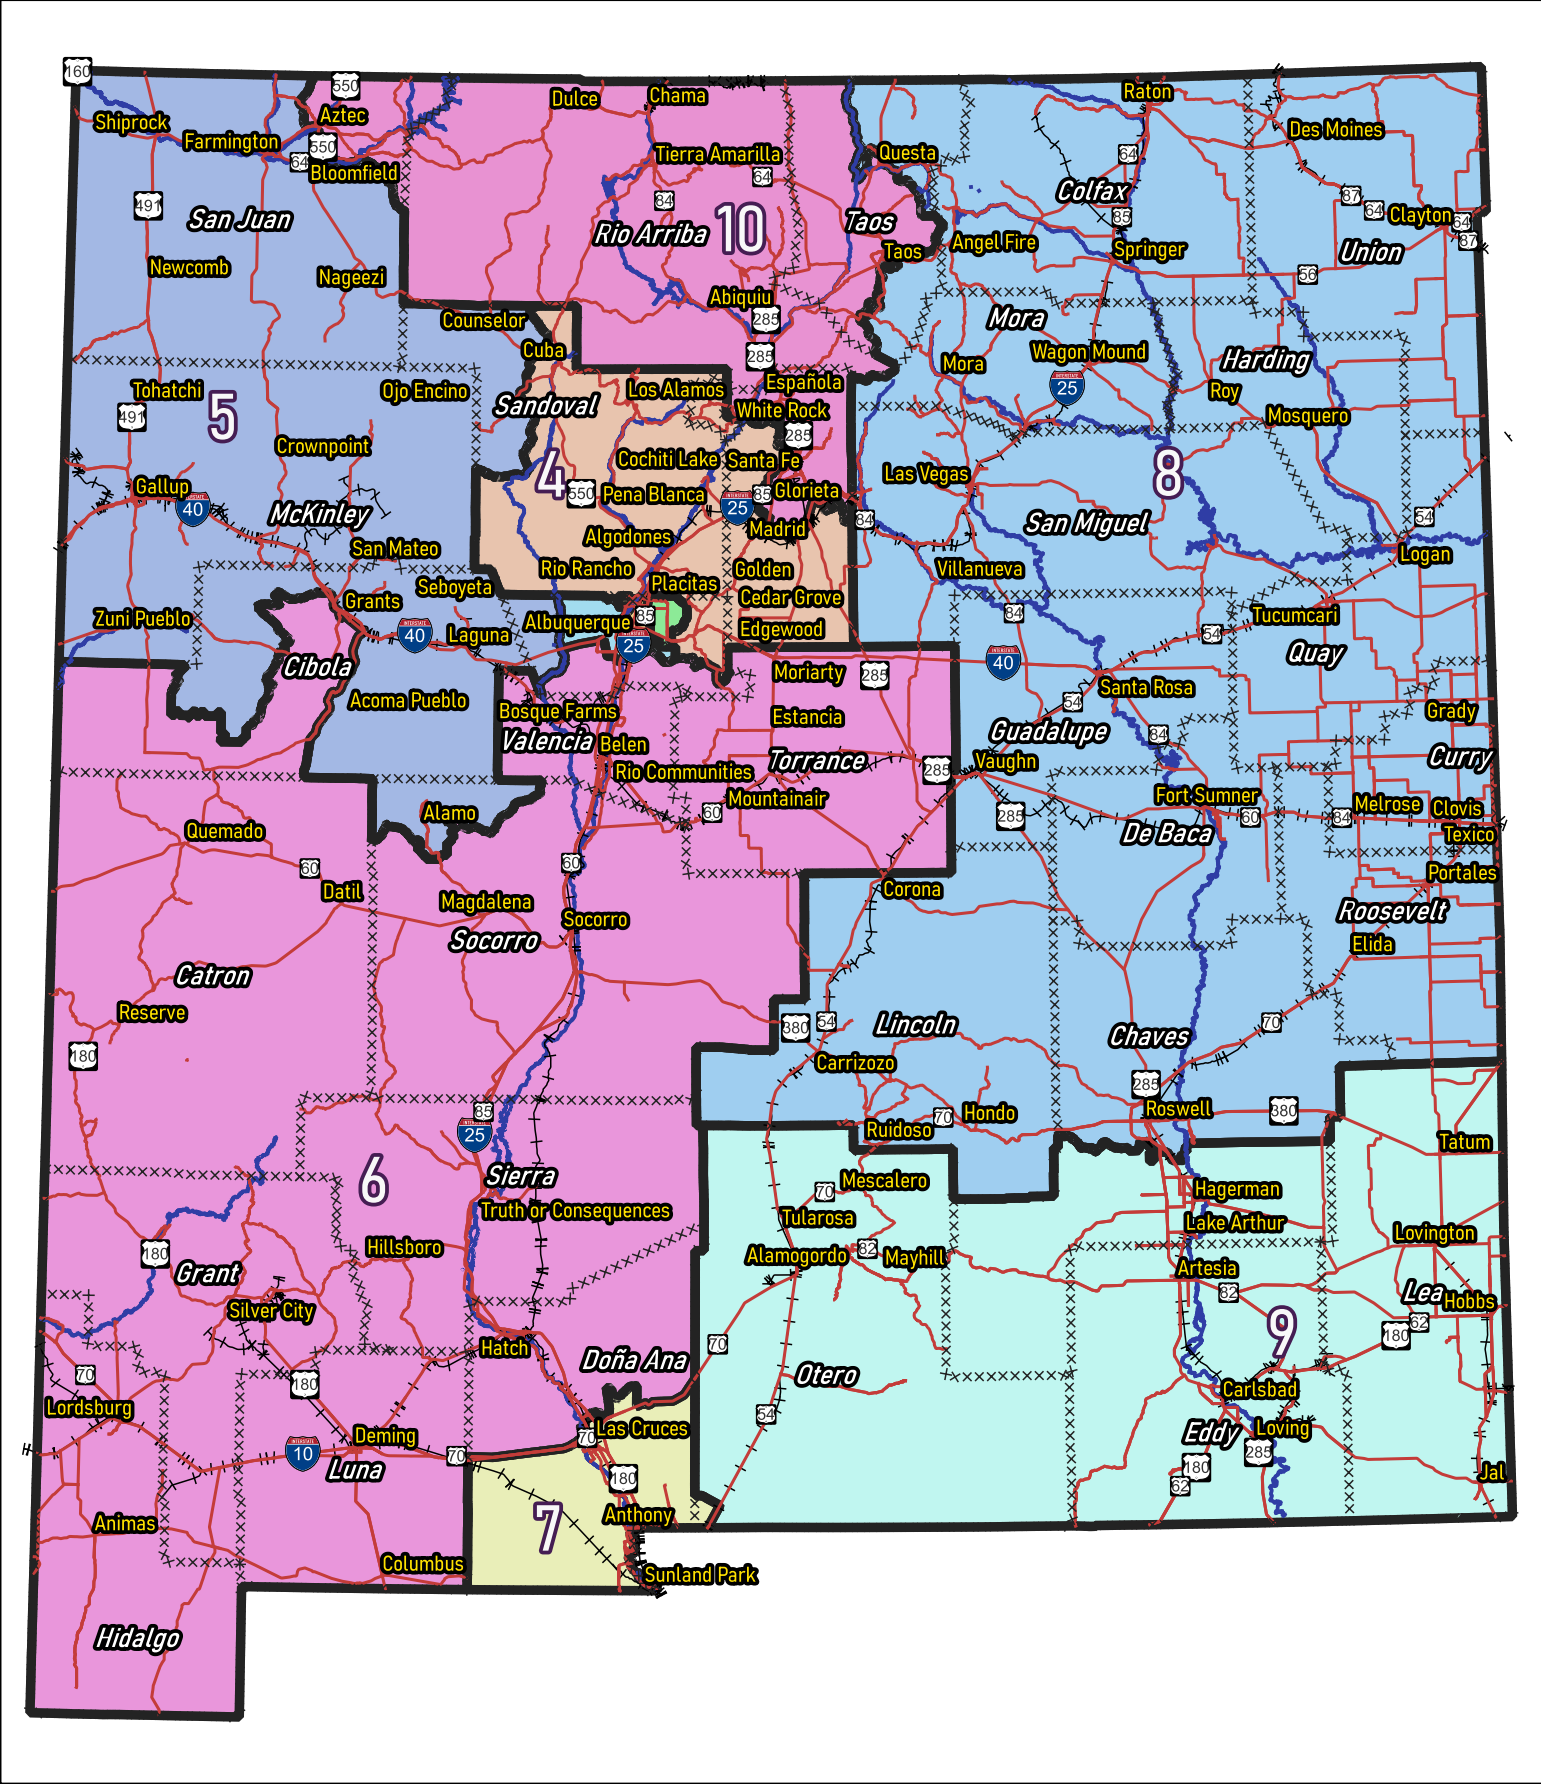 160
550
Dulce
Chama
Raton
Shiprock
Aztec
Des Moines
Farmington
550
64
Tierra Amarilla
Questa
64
Bloomfield
64
84
491
San Juan
Rio Arriba
10
Taos
Colfax
85
87
64
Clayton
64
87
Newcomb
Nageezi
Taos
Angel Fire
Springer
Union
56
Abiquiu
285
Counselor
Mora
Cuba
285
Mora
Wagon Mound
Harding
Tohatchi
Ojo Encino
Los Alamos
Española
INTERSTATE
25
Roy
491
5
Sandoval
White Rock
285
Mosquero
Crownpoint
Cochiti Lake
Santa Fe
Las Vegas
8
Gallup
INTERSTATE
40
4
550
Pena Blanca
85
Glorieta
INTERSTATE
25
McKinley
84
San Miguel
54
San Mateo
Algodones
Madrid
Logan
Seboyeta
Rio Rancho
Placitas
Golden
Villanueva
Grants
Cedar Grove
84
Tucumcari
Zuni Pueblo
INTERSTATE
40
Laguna
Albuquerque
85
Edgewood
54
INTERSTATE
25
Cibola
Moriarty
285
INTERSTATE
40
Quay
Acoma Pueblo
Santa Rosa
Bosque Farms
Estancia
54
Grady
Valencia
Belen
Guadalupe
84
Rio Communities
Torrance
285
Vaughn
Curry
Alamo
60
Mountainair
285
Fort Sumner
60
84
Melrose
Clovis
Quemado
De Baca
Texico
60
Datil
60
Portales
Magdalena
Corona
Socorro
Roosevelt
Socorro
Elida
Catron
Reserve
380
54
Lincoln
Chaves
70
180
Carrizozo
285
85
INTERSTATE
25
70
Hondo
Roswell
380
Ruidoso
Tatum
6
Sierra
70
Mescalero
Hagerman
Truth or Consequences
Tularosa
Lake Arthur
180
Hillsboro
Alamogordo
82
Mayhill
Lovington
Grant
Artesia
82
Lea
Hobbs
Silver City
9
180
62
Hatch
70
70
Doña Ana
Otero
180
Carlsbad
Lordsburg
54
INTERSTATE
10
Deming
70
70
Las Cruces
Eddy
Loving
285
Luna
180
180
62
Jal
Animas
7
Anthony
Columbus
Sunland Park
Hidalgo